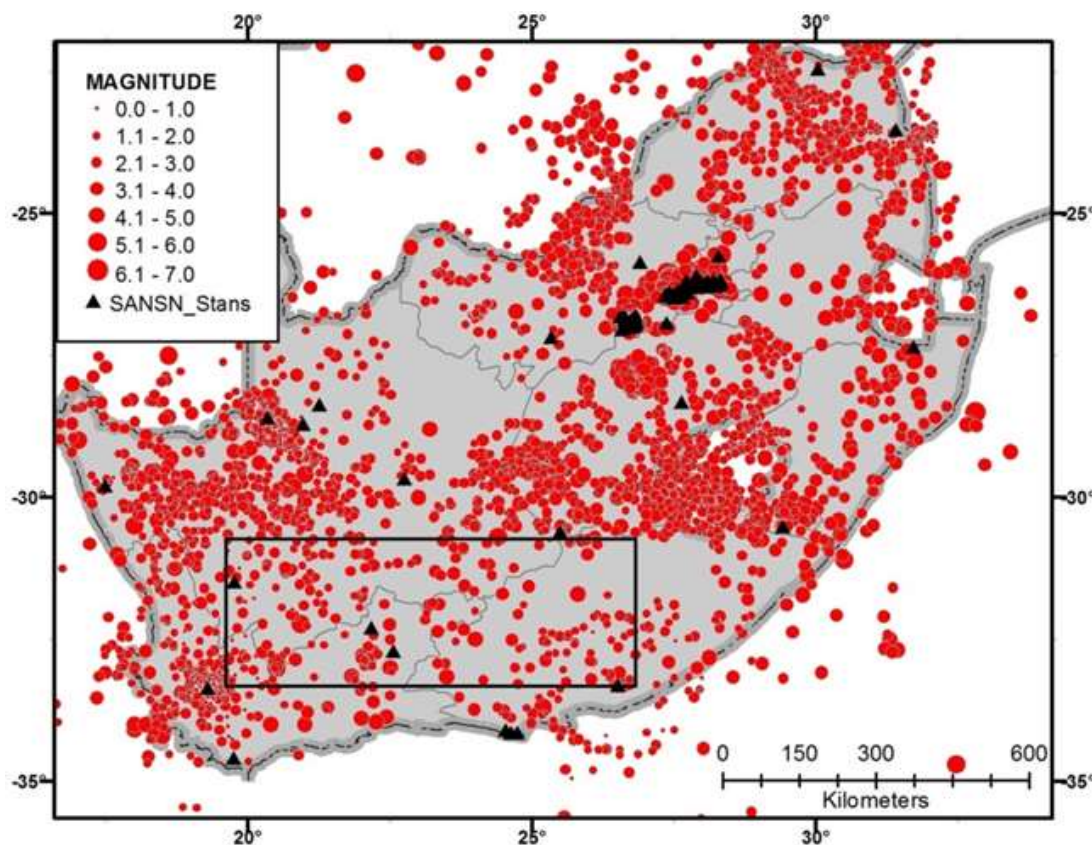 20° 25° 30°
MAGNITUDE
0.0 - 1.0
1.1 - 2.0
2.1 - 3.0
3.1 - 4.0
4.1 - 5.0
5.1 - 6.0
6.1 - 7.0
SANSN_Stans
-25° -25°
-30° -30°
0 150 300 600
Kilometers
-35° -35°
20° 25° 30°